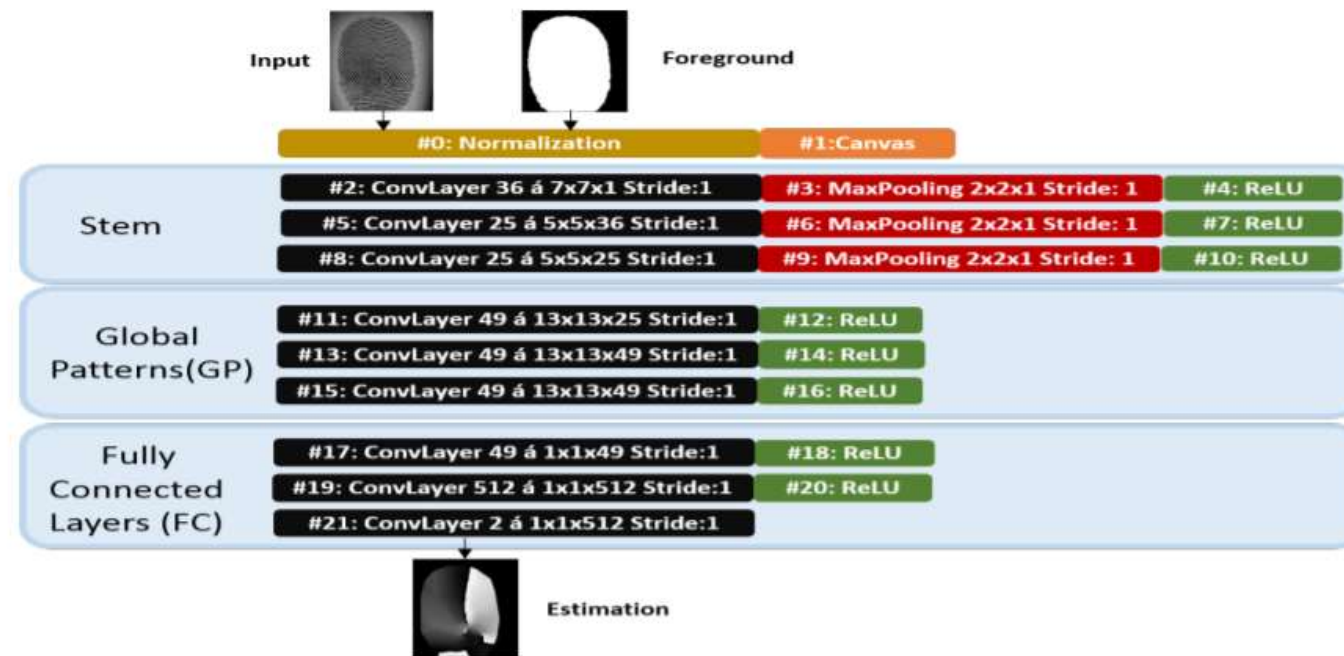 Input
Foreground
#0: Normalization
#1:Canvas
Stem
#2: ConvLayer 36 á 7x7x1 Stride:1
#3: MaxPooling 2x2x1 Stride: 1
#4: ReLU
#5: ConvLayer 25 á 5x5x36 Stride:1
#6: MaxPooling 2x2x1 Stride: 1
#7: ReLU
#8: ConvLayer 25 á 5x5x25 Stride:1
#9: MaxPooling 2x2x1 Stride: 1
#10: ReLU
Global
Patterns(GP)
#11: ConvLayer 49 á 13x13x25 Stride:1
#12: ReLU
#13: ConvLayer 49 á 13x13x49 Stride:1
#14: ReLU
#15: ConvLayer 49 á 13x13x49 Stride:1
#16: ReLU
Fully
Connected
Layers (FC)
#17: ConvLayer 49 á 1x1x49 Stride:1
#18: ReLU
#19: ConvLayer 512 á 1x1x512 Stride:1
#20: ReLU
#21: ConvLayer 2 á 1x1x512 Stride:1
Estimation